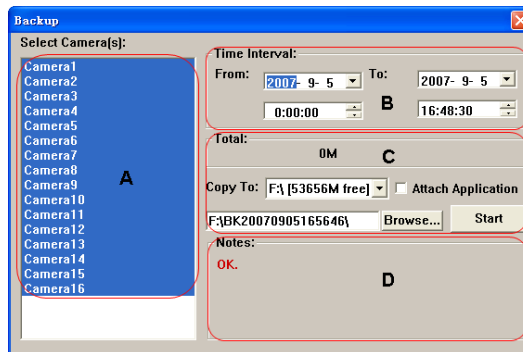 Backup
Select Camera(s):
Camera1
Camera2
Camera3
Camera4
Camera5
Camera6
Camera7
Camera8
Camera9
Camera10
Camera11
Camera12
Camera13
Camera14
Camera15
Camera16
A
Time Interval:
From: 2007- 9- 5 To: 2007- 9- 5
0:00:00 B 16:48:30
Total:
0M C
Copy To: F:\ [53656M free] Attach Application
F:\BK20070905165646\ Browse... Start
Notes:
OK.
D